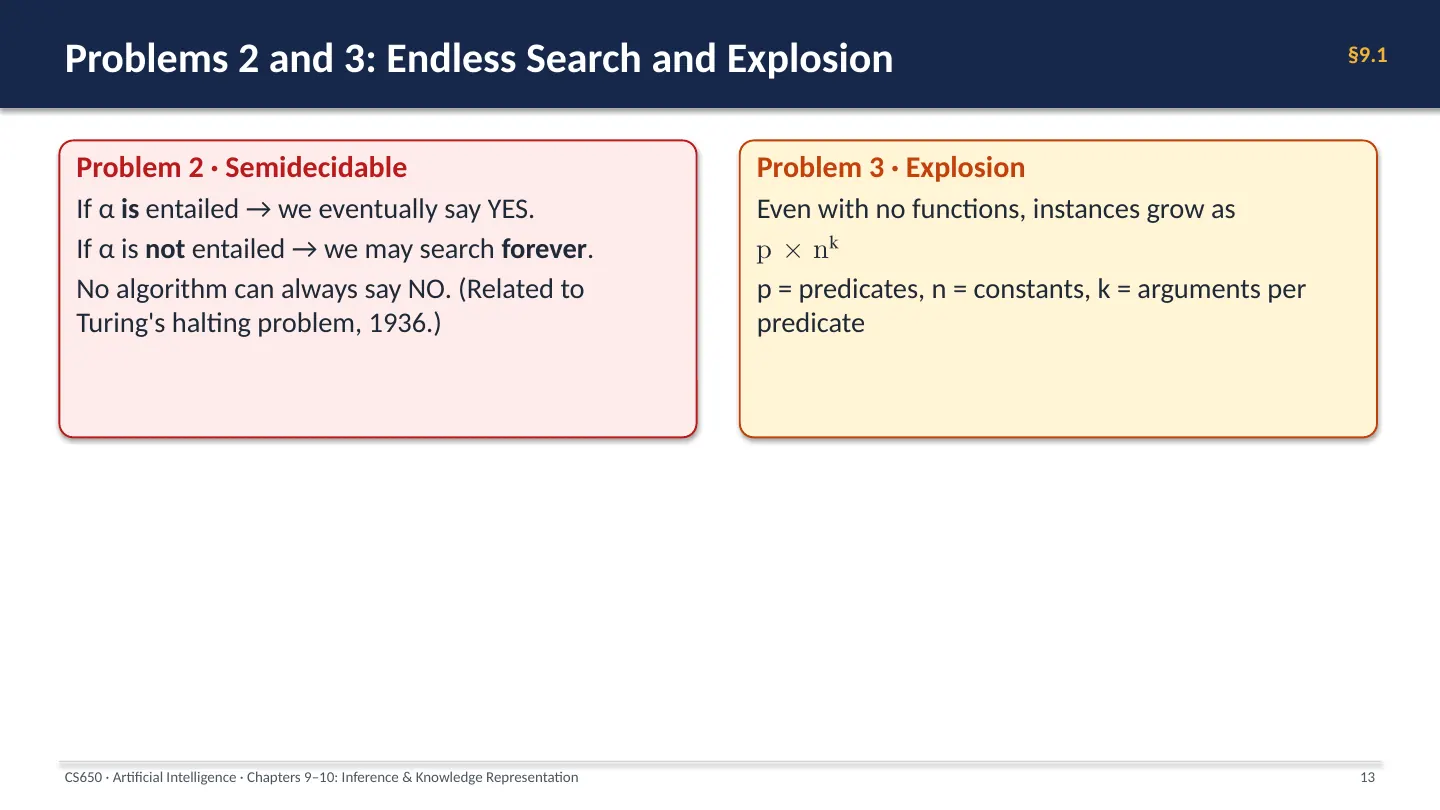 Problems 2 and 3: Endless Search and Explosion
§9.1
Problem 2 · Semidecidable
If α is entailed → we eventually say YES.
If α is not entailed → we may search forever.
No algorithm can always say NO. (Related to
Turing's halting problem, 1936.)
Problem 3 · Explosion
Even with no functions, instances grow as
p × nᵏ
p = predicates, n = constants, k = arguments per
predicate
CS650 · Artificial Intelligence · Chapters 9–10: Inference & Knowledge Representation
13